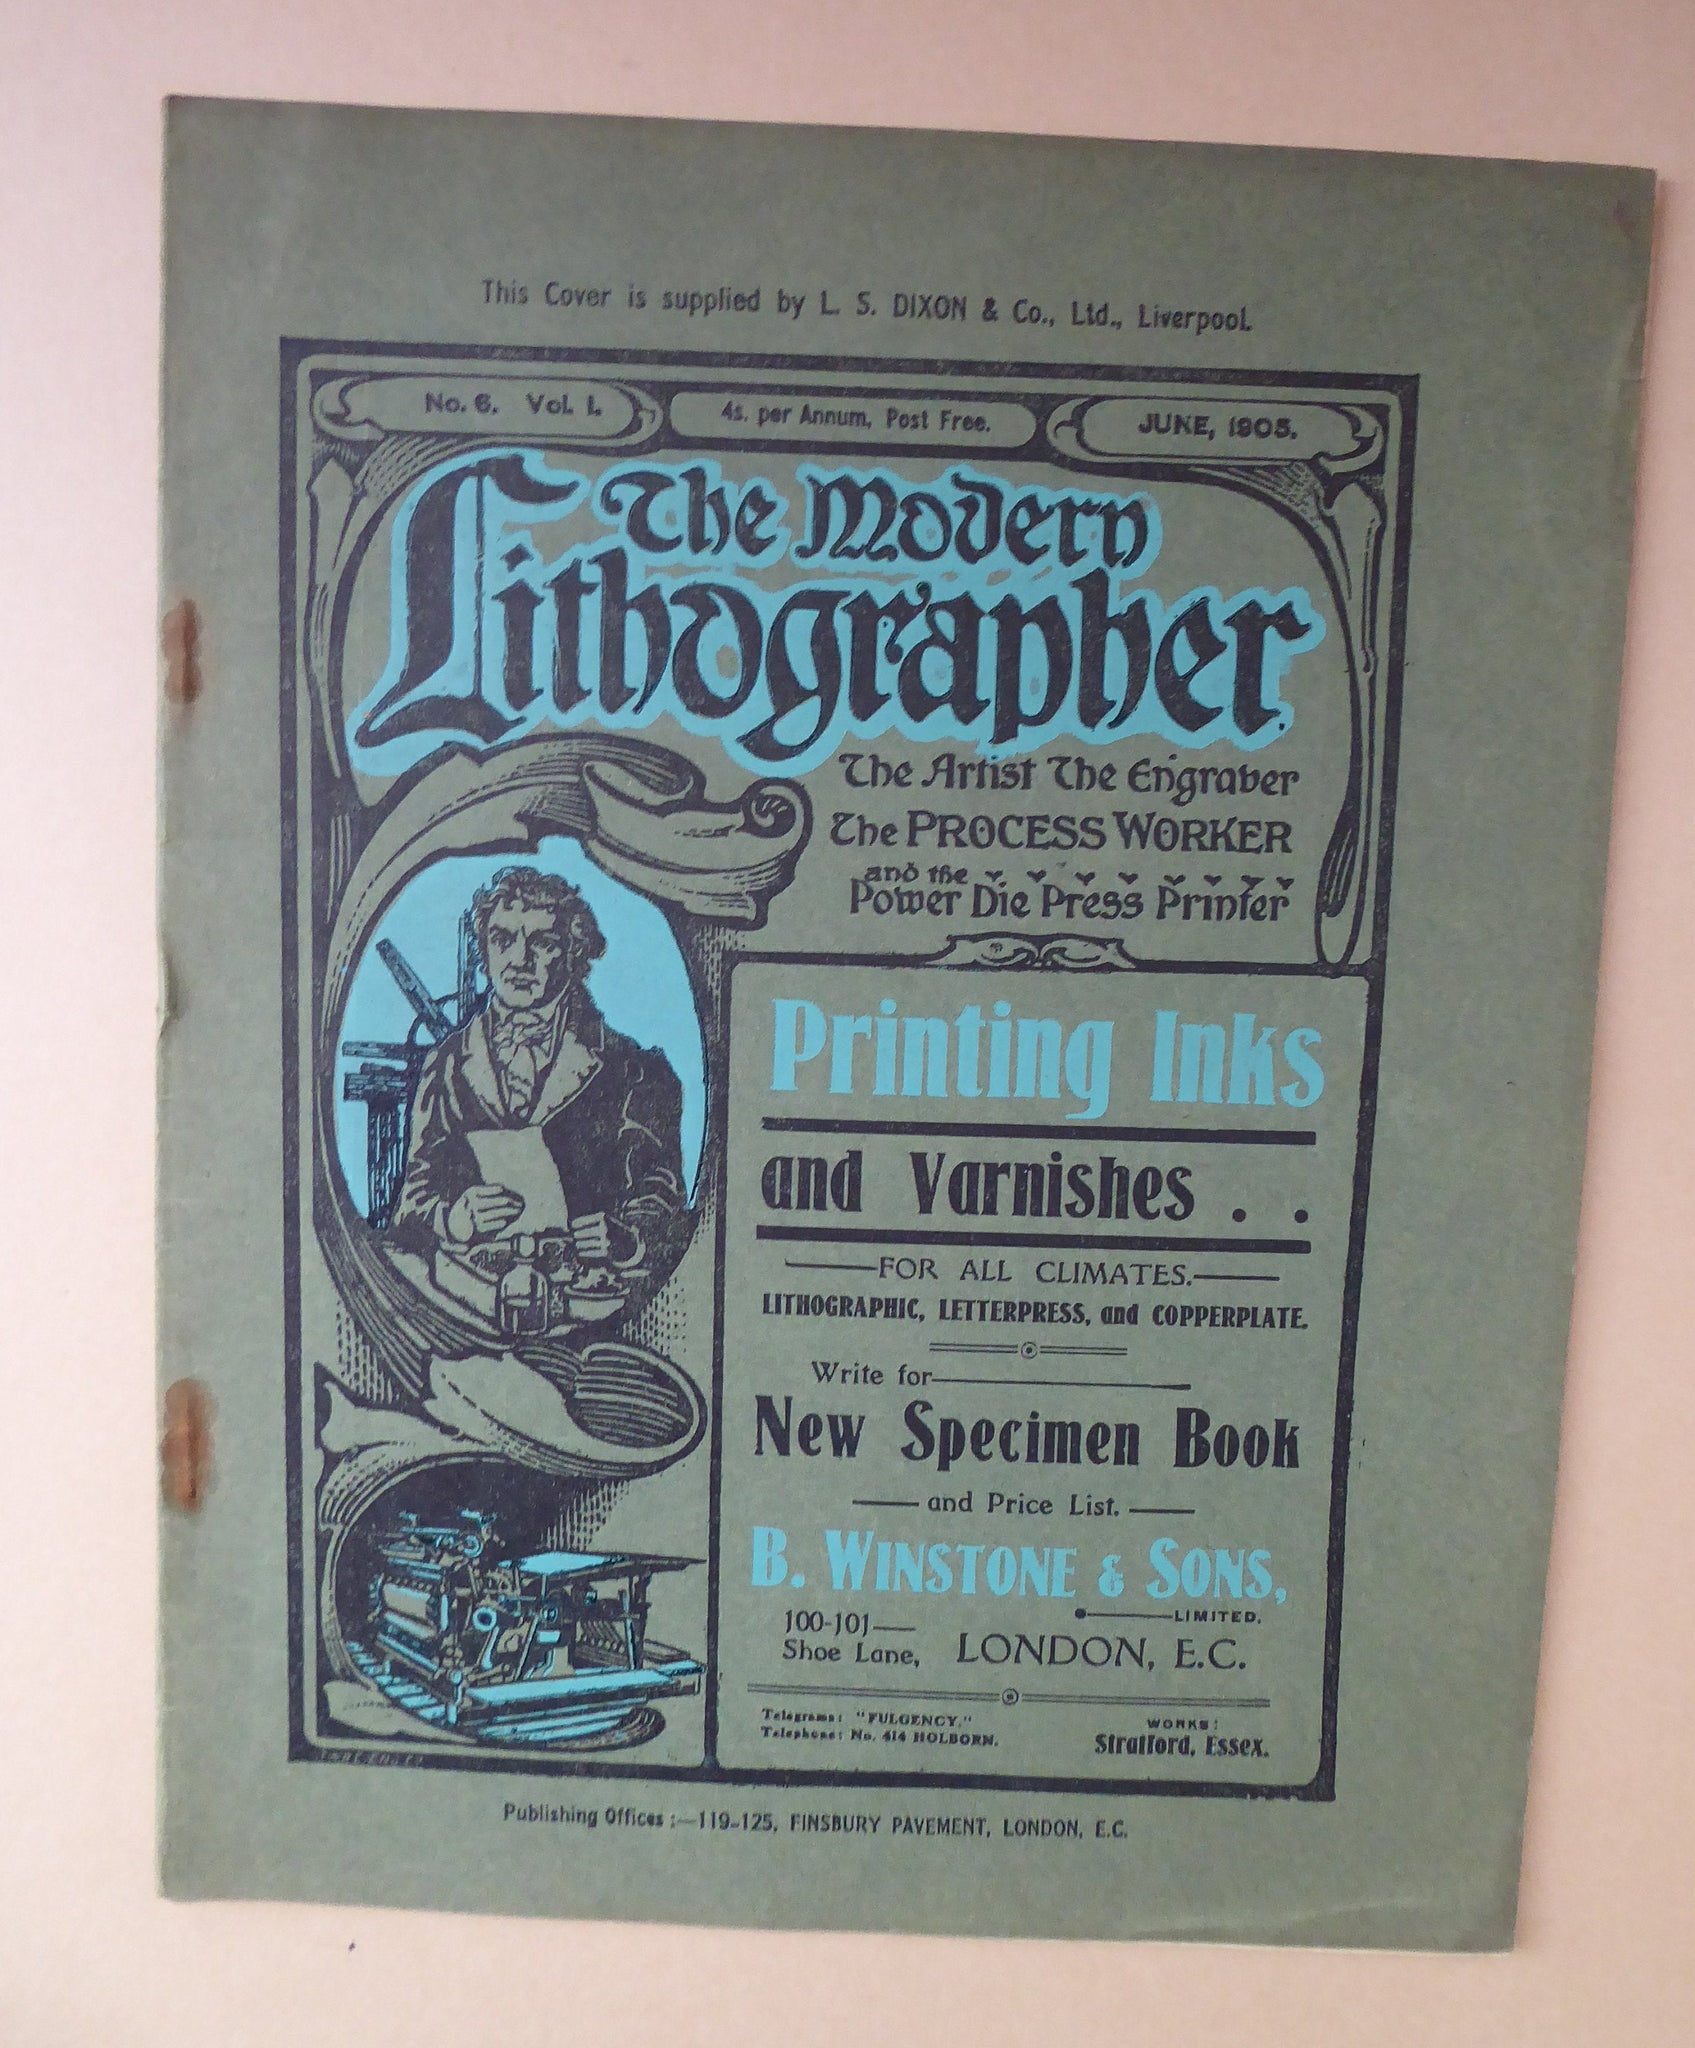 This Cover is supplied by L. S. DIXON & Co., Ltd., Liverpool.
No. 6. Vol. 1.
4s. per Annum, Post Free.
JUNE, 1905.
The Modern
Lithographer.
The Artist The Engraver
The PROCESS WORKER
and the
Power Die Press Printer
Printing Inks
and Varnishes . .
FOR ALL CLIMATES.
LITHOGRAPHIC, LETTERPRESS, and COPPERPLATE.
Write for
New Specimen Book
and Price List.
B. WINSTONE & SONS,
LIMITED.
100-101
Shoe Lane, LONDON, E.C.
Telegrams: "FULGENCY."
Telephone: No. 414 HOLBORN.
WORKS:
Stratford, Essex.
Publishing Offices :—119-125, FINSBURY PAVEMENT, LONDON, E.C.